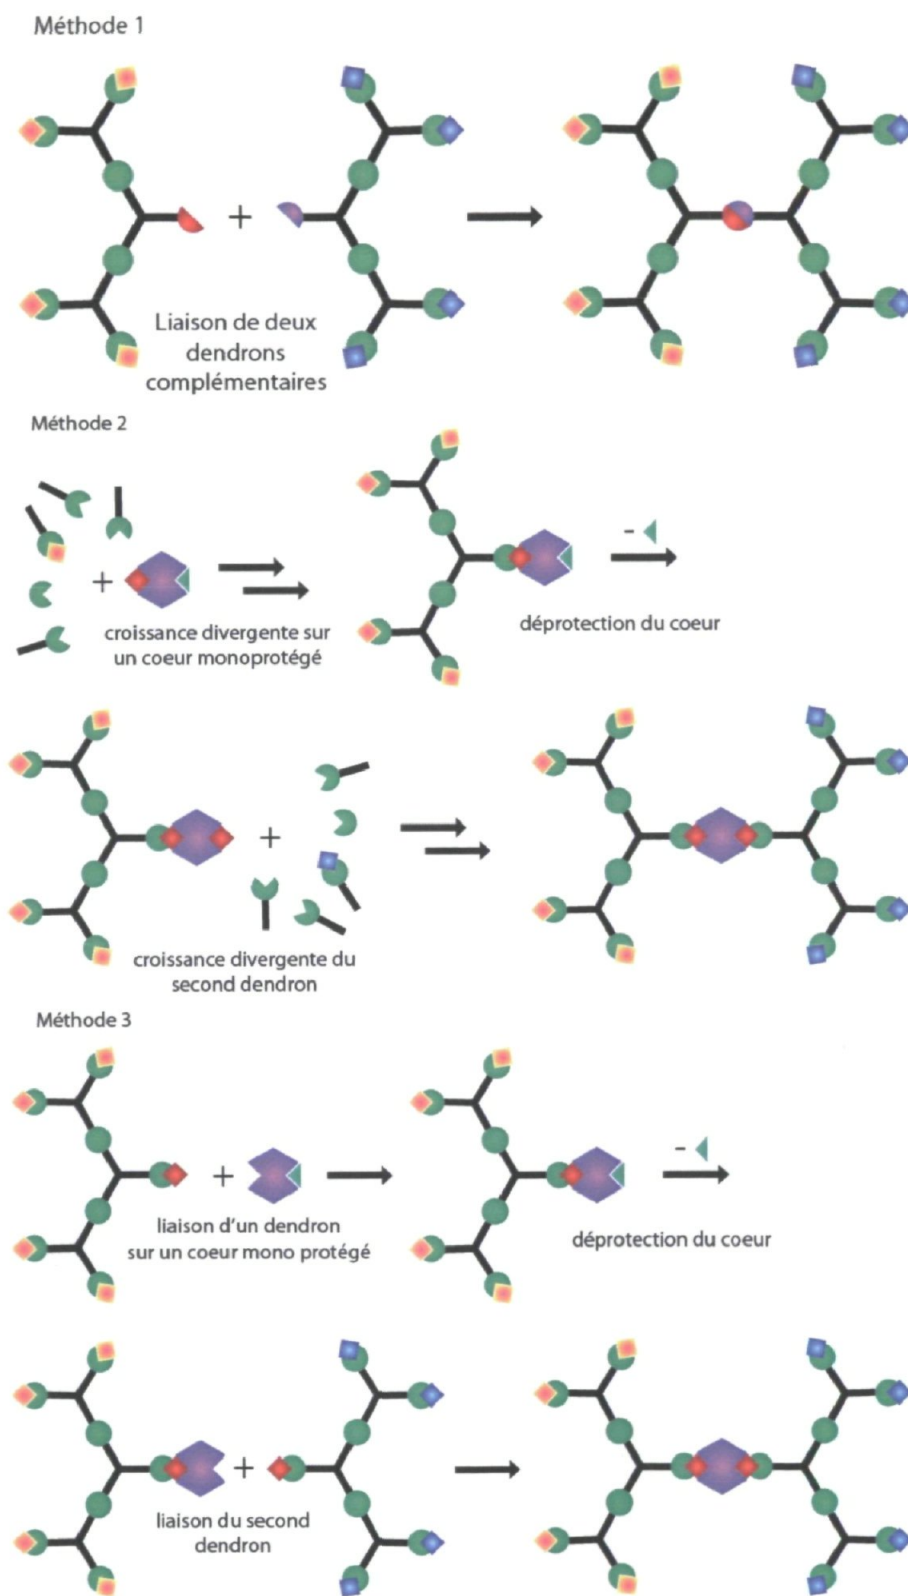 Méthode 1
+
Liaison de deux
dendrons
complémentaires
Méthode 2
+
-
croissance divergente sur
un coeur monoprotégé
déprotection du coeur
+
croissance divergente du
second dendron
Méthode 3
+
-
liaison d'un dendron
sur un coeur mono protégé
déprotection du coeur
+
liaison du second
dendron